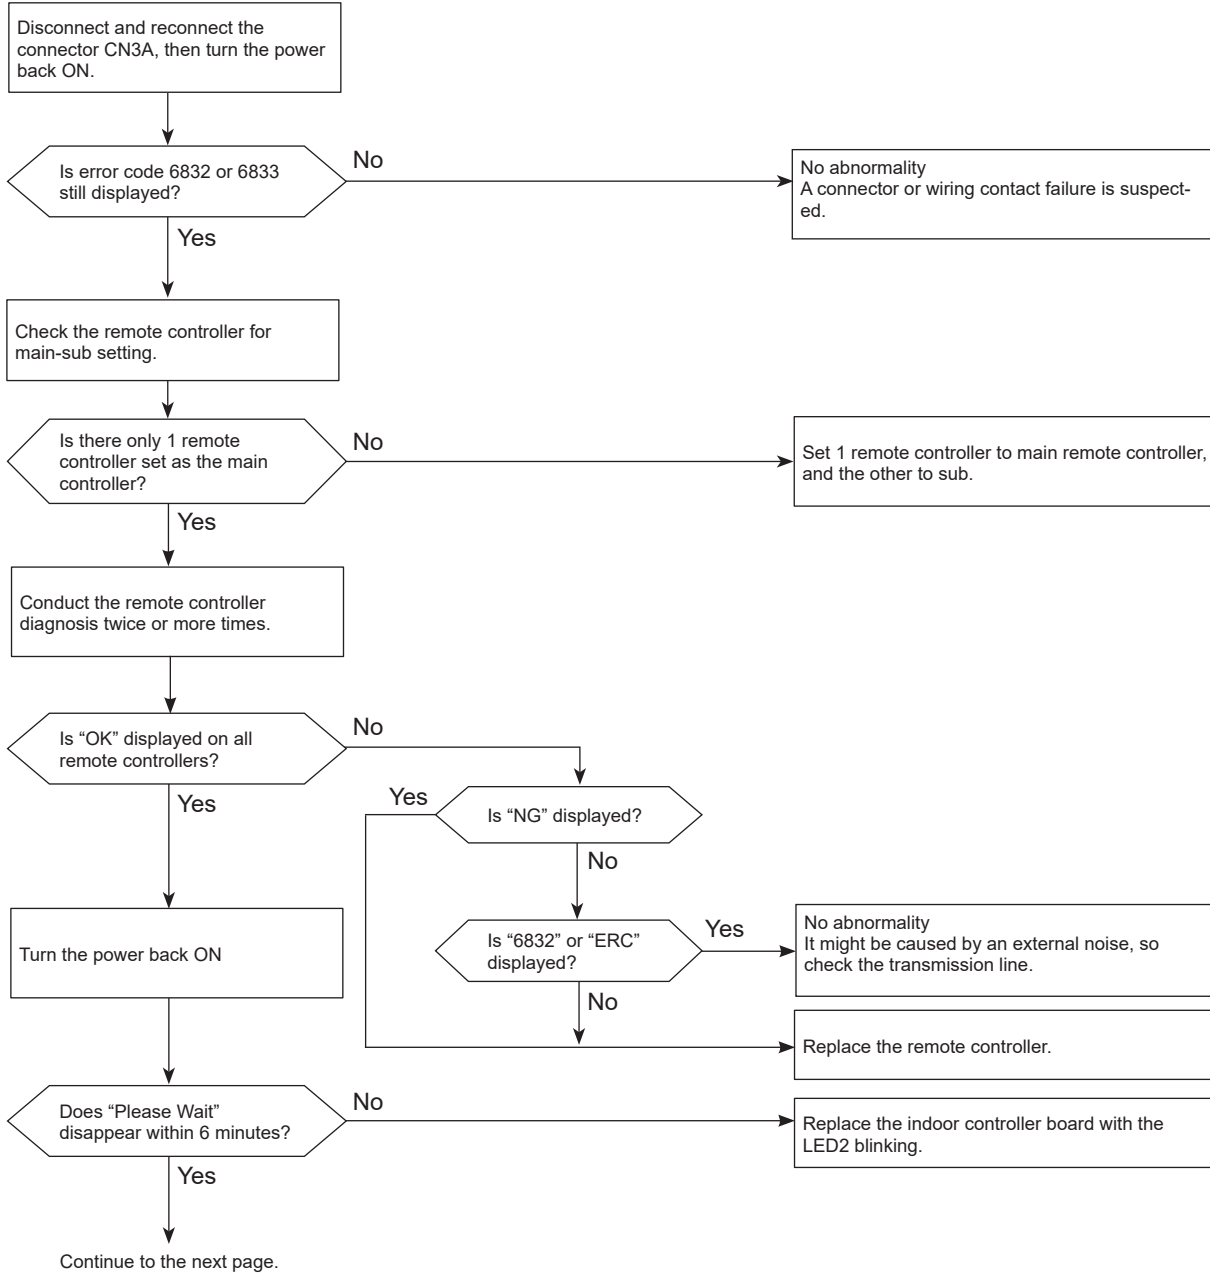 Disconnect and reconnect the
connector CN3A, then turn the power
back ON.
Is error code 6832 or 6833
still displayed?
No
No abnormality
A connector or wiring contact failure is suspect-
ed.
Yes
Check the remote controller for
main-sub setting.
Is there only 1 remote
controller set as the main
controller?
No
Set 1 remote controller to main remote controller,
and the other to sub.
Yes
Conduct the remote controller
diagnosis twice or more times.
Is “OK” displayed on all
remote controllers?
No
Yes
Yes
Is “NG” displayed?
No
Turn the power back ON
Is “6832” or “ERC”
displayed?
Yes
No abnormality
It might be caused by an external noise, so
check the transmission line.
No
Replace the remote controller.
Does “Please Wait”
disappear within 6 minutes?
No
Replace the indoor controller board with the
LED2 blinking.
Yes
Continue to the next page.